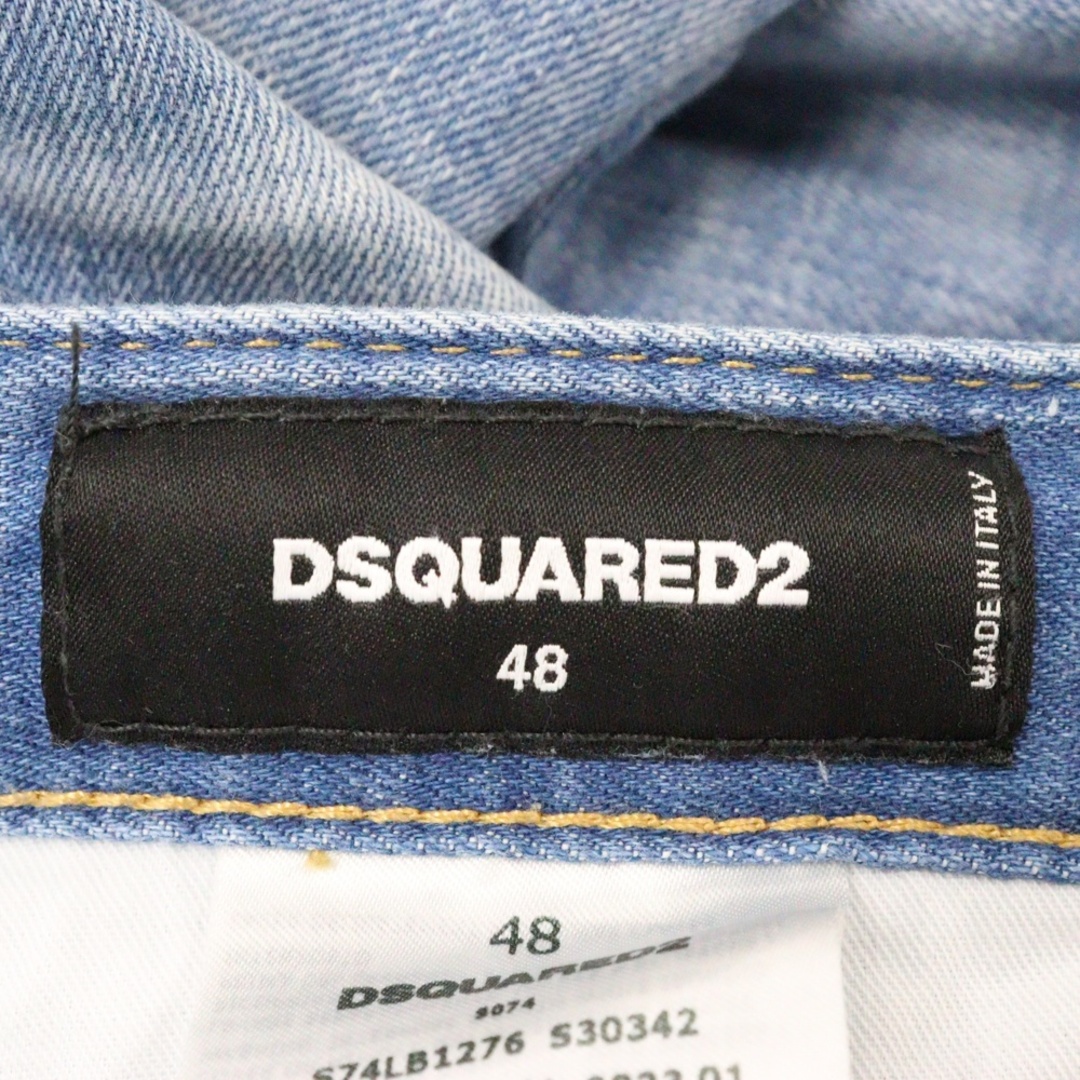 DSQUARED2
48
MADE IN ITALY
48
DSQUARED2
S074
S74LB1276 S30342